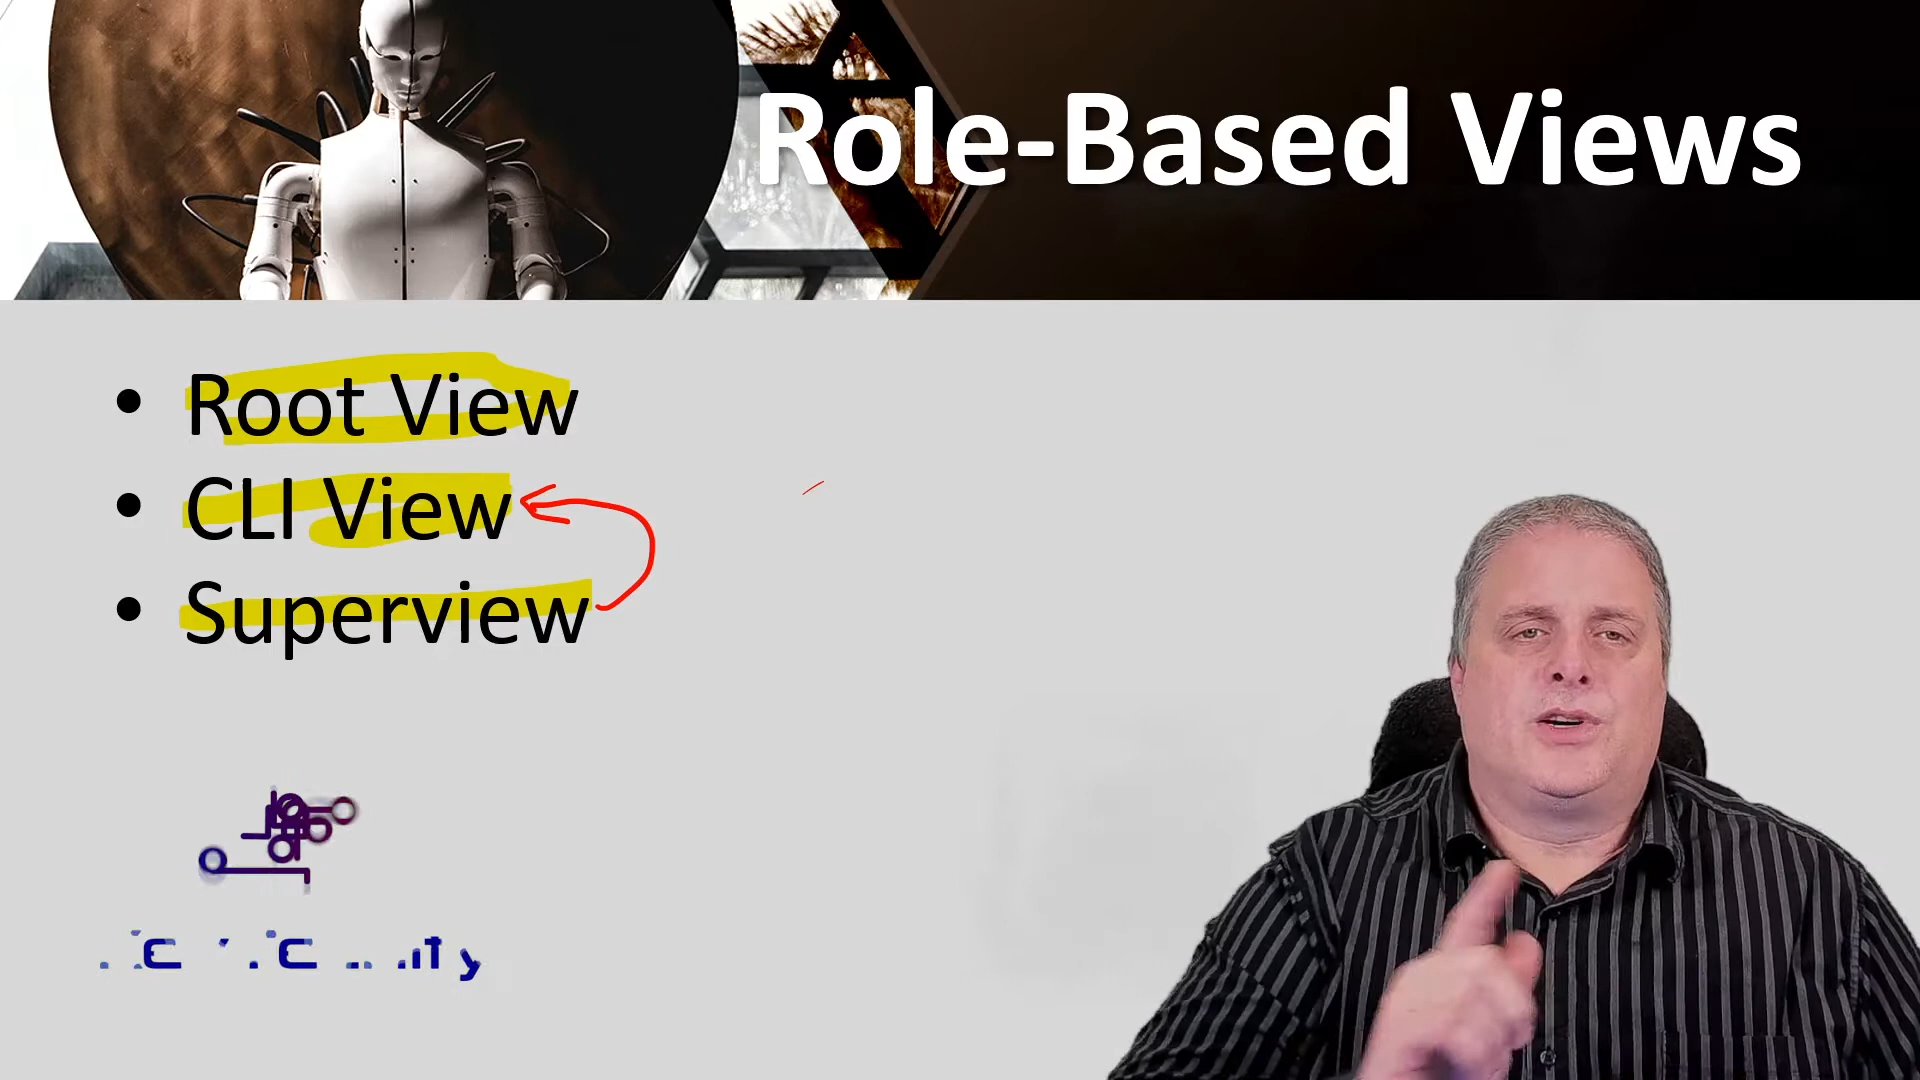 Role-Based Views
• Root View
• CLI View
• Superview